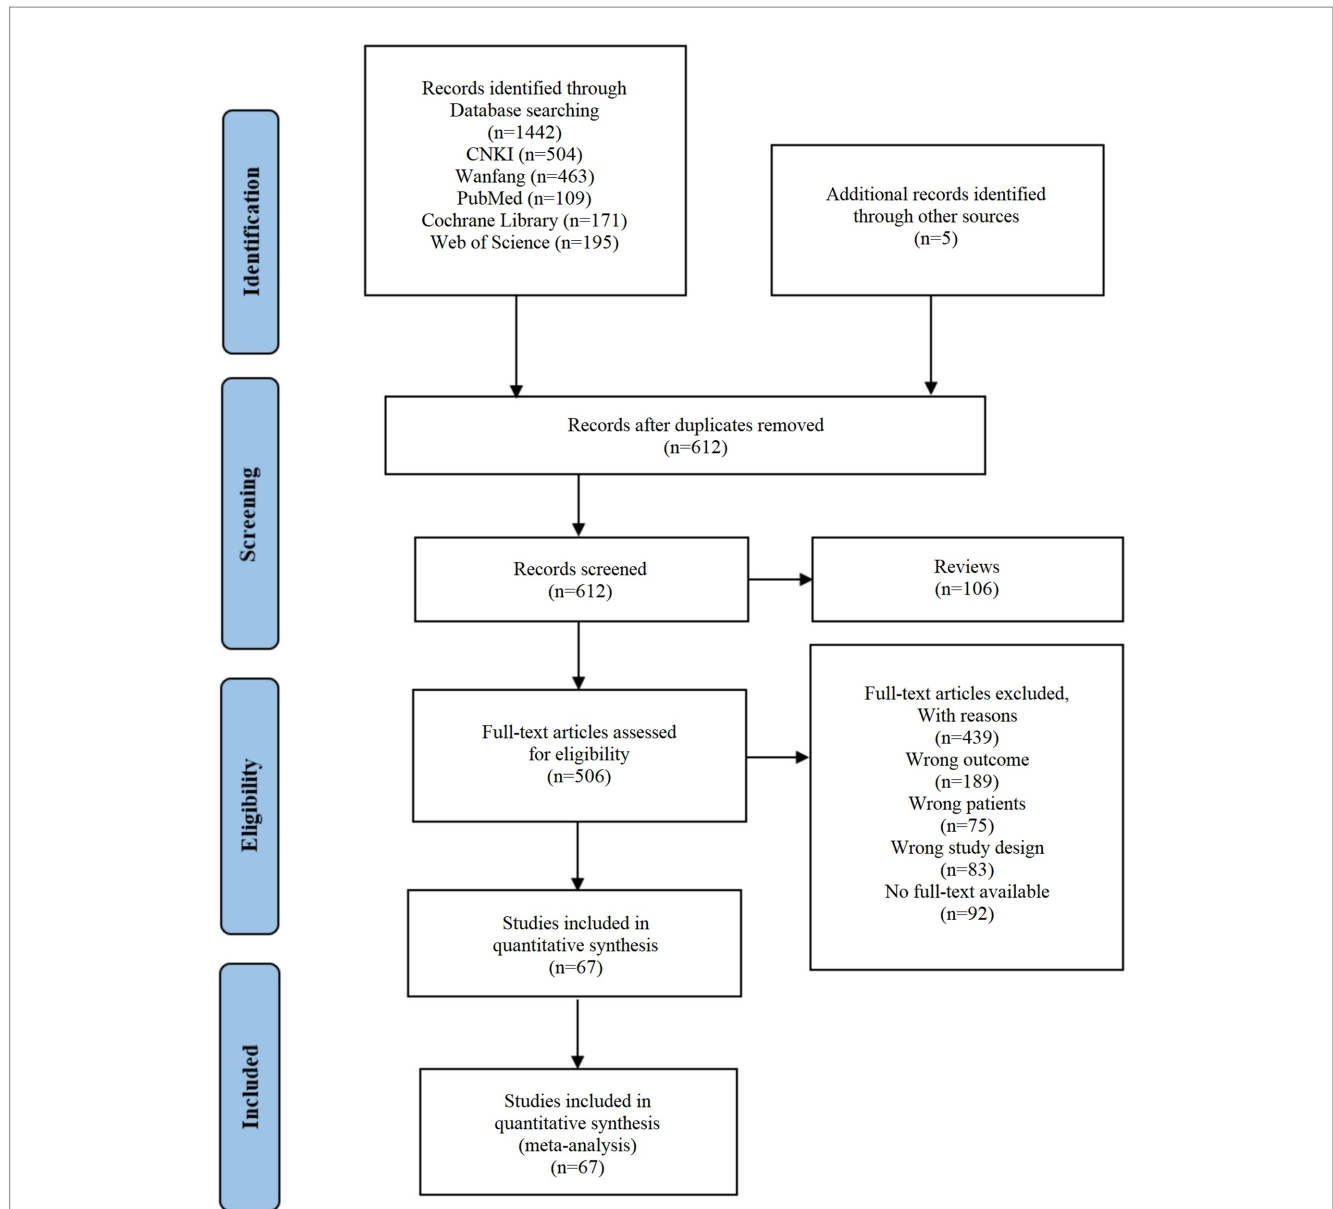 Identification
Records identified through
Database searching
(n=1442)
CNKI (n=504)
Wanfang (n=463)
PubMed (n=109)
Cochrane Library (n=171)
Web of Science (n=195)
Additional records identified
through other sources
(n=5)
Screening
Records after duplicates removed
(n=612)
Records screened
(n=612)
Reviews
(n=106)
Eligibility
Full-text articles assessed
for eligibility
(n=506)
Full-text articles excluded,
With reasons
(n=439)
Wrong outcome
(n=189)
Wrong patients
(n=75)
Wrong study design
(n=83)
No full-text available
(n=92)
Studies included in
quantitative synthesis
(n=67)
Included
Studies included in
quantitative synthesis
(meta-analysis)
(n=67)